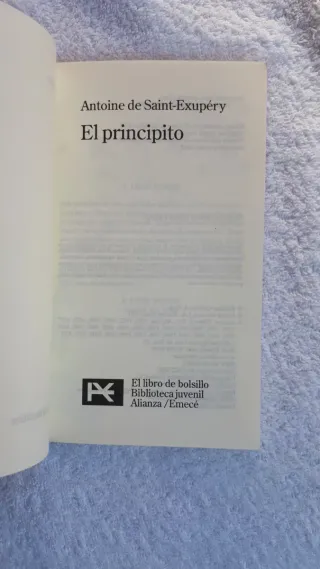 Antoine de Saint-Exupéry
El principito
El libro de bolsillo
Biblioteca juvenil
Alianza/Emecé